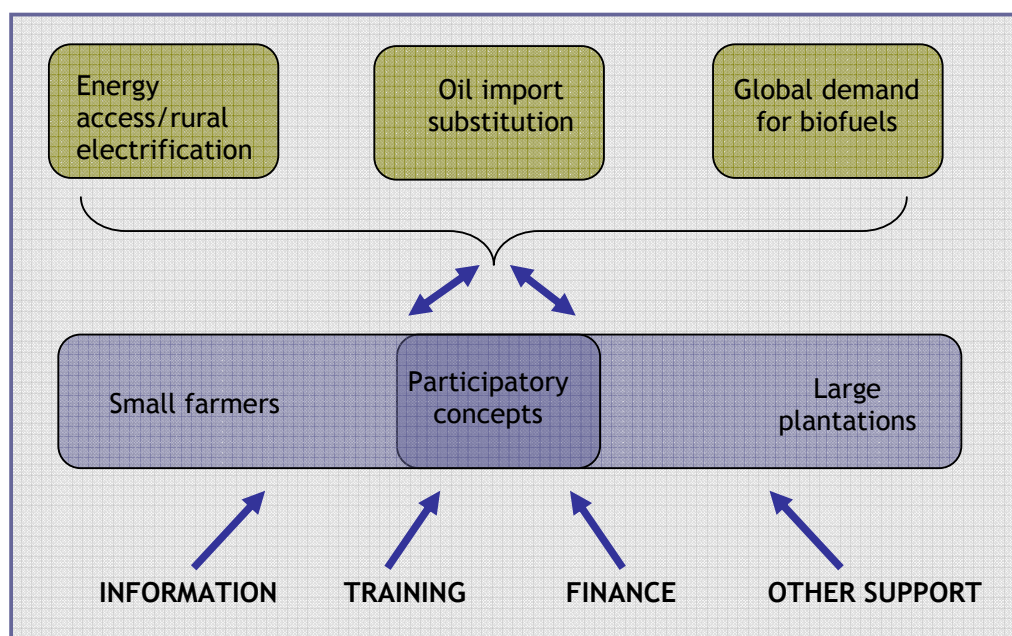 Energy
access/rural
electrification
Oil import
substitution
Global demand
for biofuels
Small farmers
Participatory
concepts
Large
plantations
INFORMATION
TRAINING
FINANCE
OTHER SUPPORT